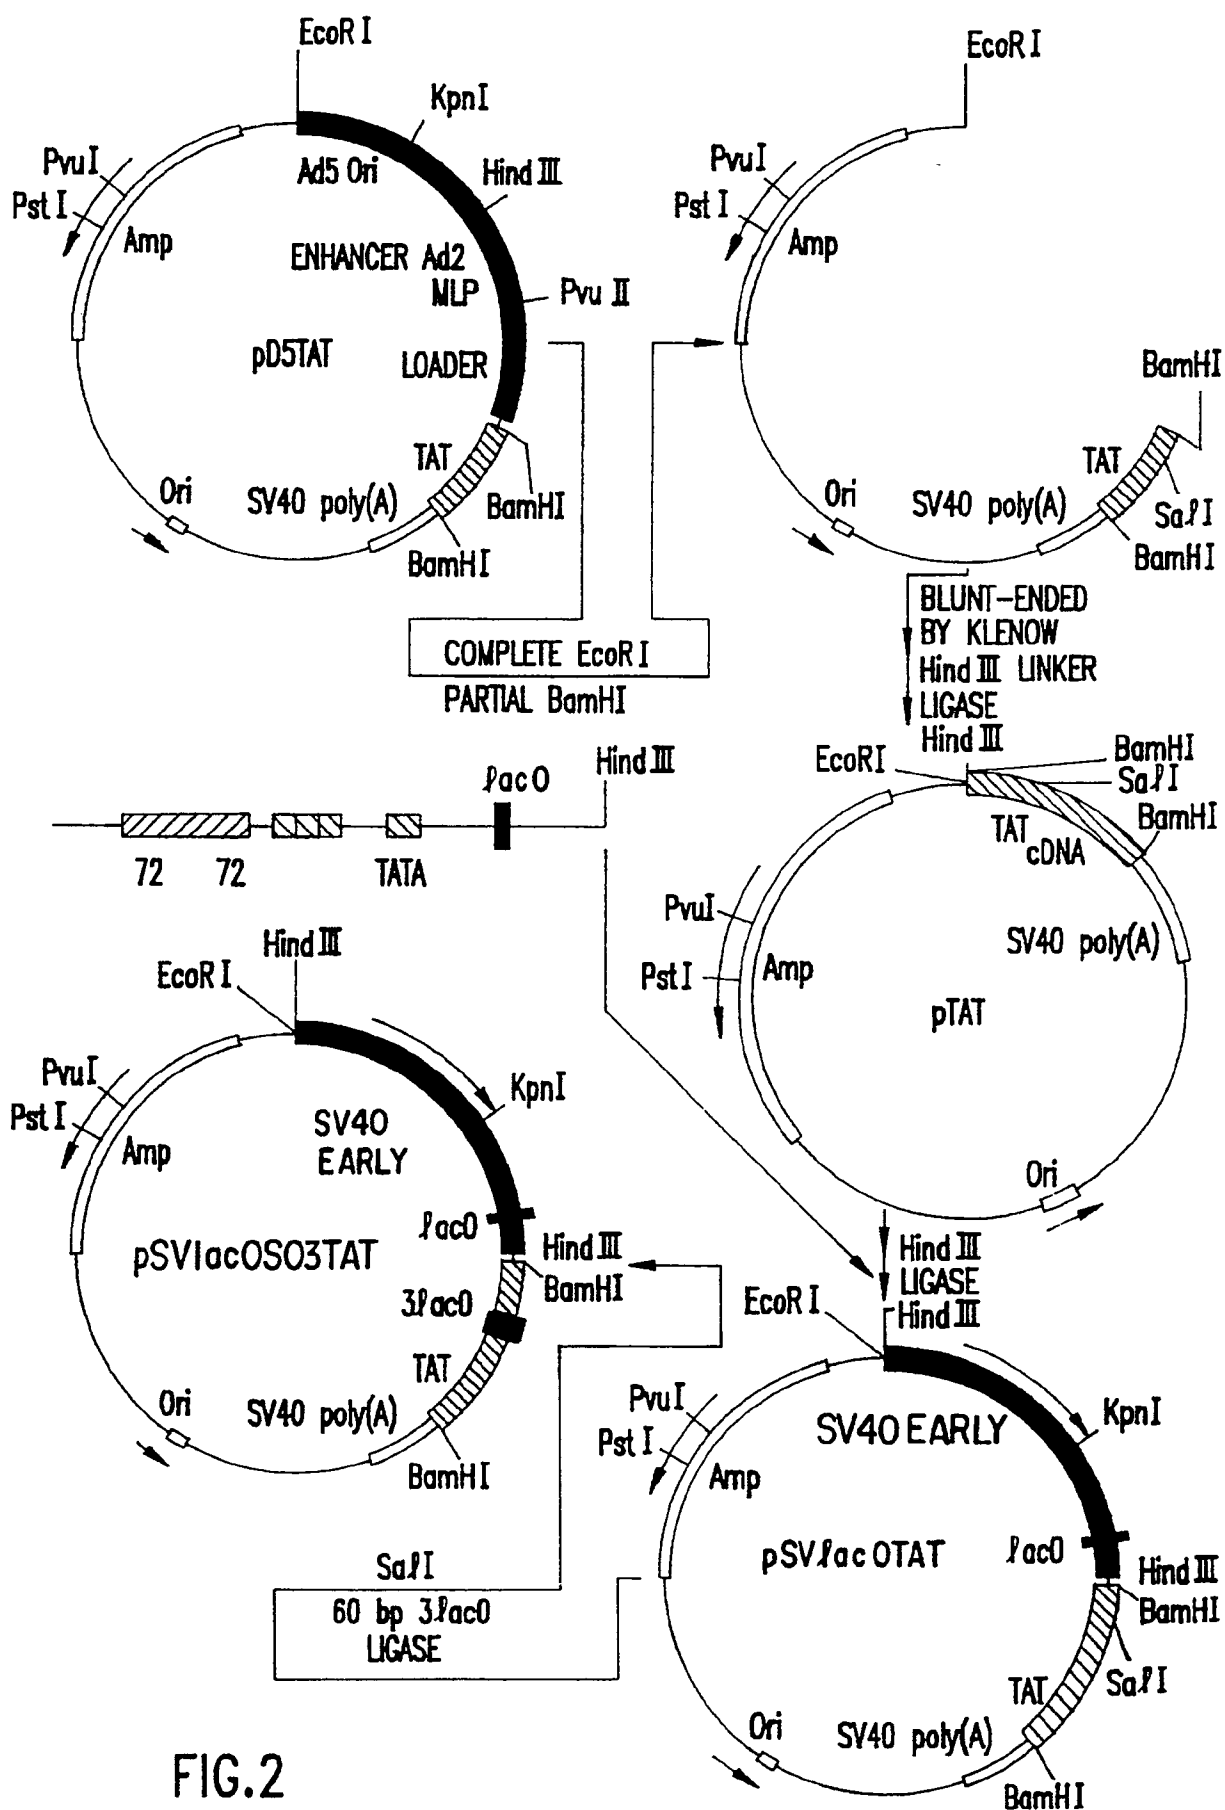 EcoR I
KpnI
PvuI
Pst I
Ad5 Ori
Hind III
Amp
ENHANCER Ad2
MLP
Pvu II
pD5TAT
LOADER
TAT
Ori
SV40 poly(A)
BamHI
BamHI
EcoR I
PvuI
Pst I
Amp
BamHI
TAT
Ori
SV40 poly(A)
SalI
BamHI
COMPLETE EcoR I
PARTIAL BamHI
BLUNT-ENDED
BY KLENOW
Hind III LINKER
LIGASE
Hind III
EcoRI
BamHI
SalI
BamHI
TAT
cDNA
PvuI
SV40 poly(A)
Pst I
Amp
pTAT
Ori
lacO
Hind III
72
72
TATA
Hind III
EcoR I
PvuI
Pst I
KpnI
SV40
EARLY
Amp
lacO
pSVlacOSO3TAT
Hind III
BamHI
3lacO
TAT
Ori
SV40 poly(A)
BamHI
Hind III
LIGASE
EcoR I
Hind III
PvuI
Pst I
KpnI
SV40 EARLY
Amp
pSVlacOTAT
lacO
Hind III
BamHI
TAT
SalI
Ori
SV40 poly(A)
BamHI
SalI
60 bp 3lacO
LIGASE
FIG.2